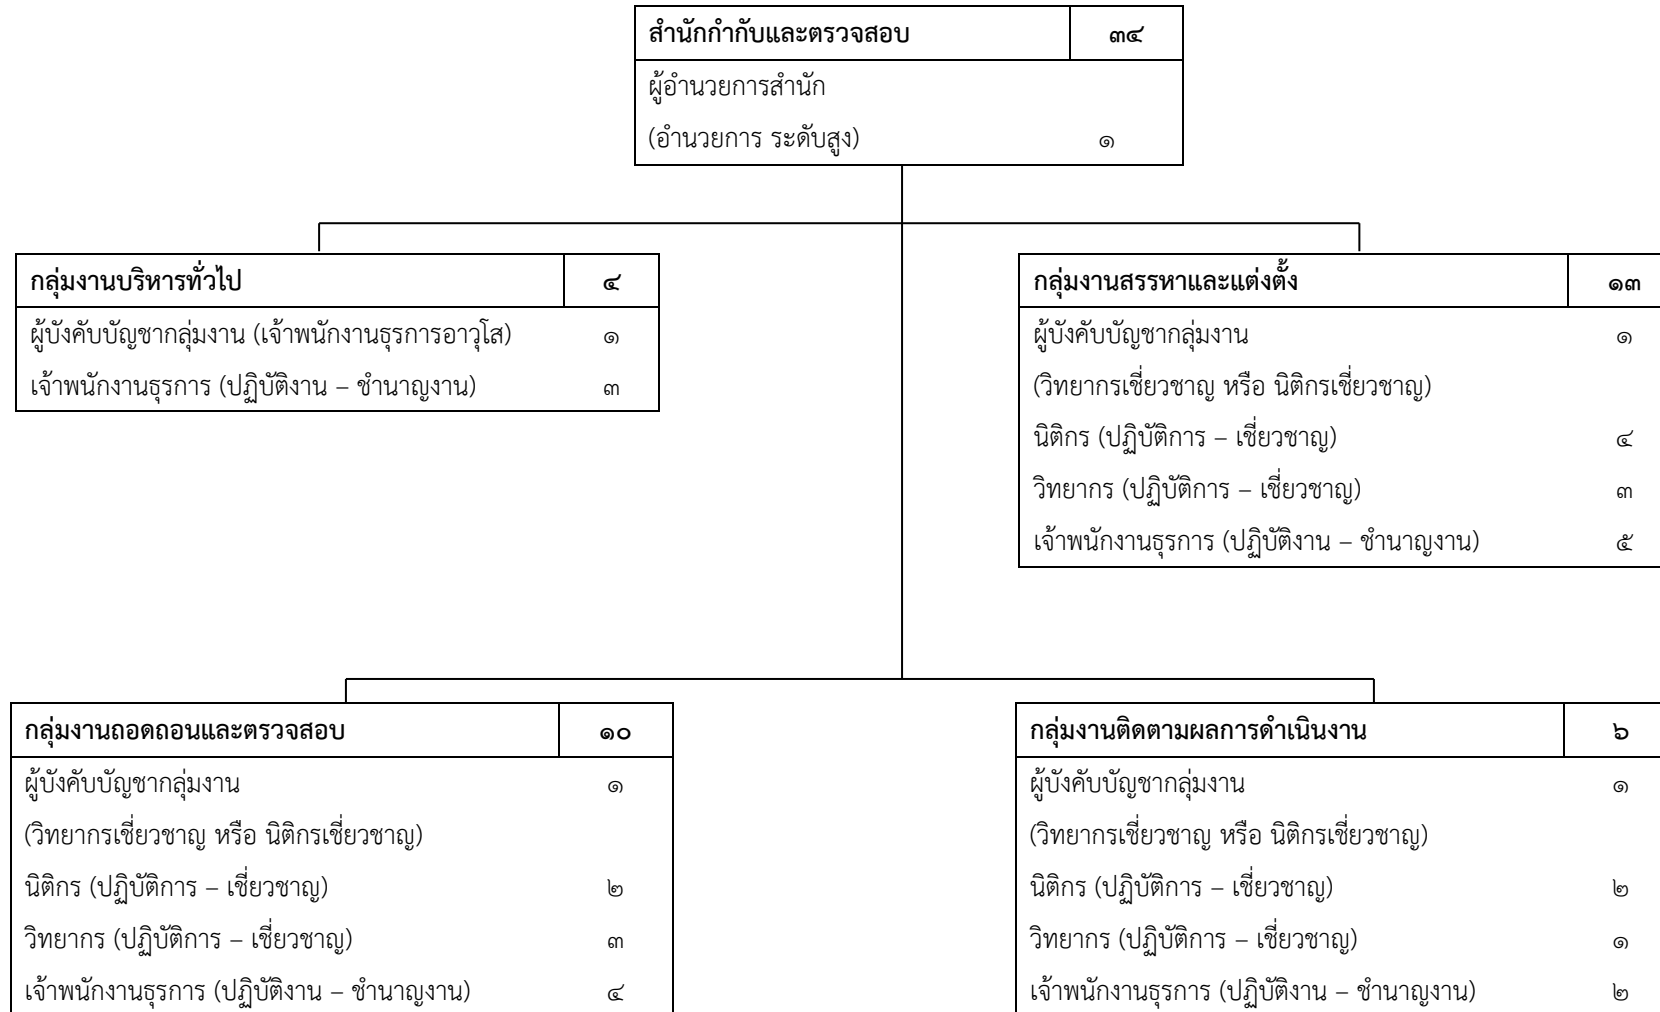 สำนักกำกับและตรวจสอบ ๓๔
ผู้อำนวยการสำนัก
(อำนวยการ ระดับสูง) ๑
กลุ่มงานบริหารทั่วไป ๔
ผู้บังคับบัญชากลุ่มงาน (เจ้าพนักงานธุรการอาวุโส) ๑
เจ้าพนักงานธุรการ (ปฏิบัติงาน – ชำนาญงาน) ๓
กลุ่มงานสรรหาและแต่งตั้ง ๑๓
ผู้บังคับบัญชากลุ่มงาน ๑
(วิทยากรเชี่ยวชาญ หรือ นิติกรเชี่ยวชาญ)
นิติกร (ปฏิบัติการ – เชี่ยวชาญ) ๔
วิทยากร (ปฏิบัติการ – เชี่ยวชาญ) ๓
เจ้าพนักงานธุรการ (ปฏิบัติงาน – ชำนาญงาน) ๕
กลุ่มงานถอดถอนและตรวจสอบ ๑๐
ผู้บังคับบัญชากลุ่มงาน ๑
(วิทยากรเชี่ยวชาญ หรือ นิติกรเชี่ยวชาญ)
นิติกร (ปฏิบัติการ – เชี่ยวชาญ) ๒
วิทยากร (ปฏิบัติการ – เชี่ยวชาญ) ๓
เจ้าพนักงานธุรการ (ปฏิบัติงาน – ชำนาญงาน) ๔
กลุ่มงานติดตามผลการดำเนินงาน ๖
ผู้บังคับบัญชากลุ่มงาน ๑
(วิทยากรเชี่ยวชาญ หรือ นิติกรเชี่ยวชาญ)
นิติกร (ปฏิบัติการ – เชี่ยวชาญ) ๒
วิทยากร (ปฏิบัติการ – เชี่ยวชาญ) ๑
เจ้าพนักงานธุรการ (ปฏิบัติงาน – ชำนาญงาน) ๒